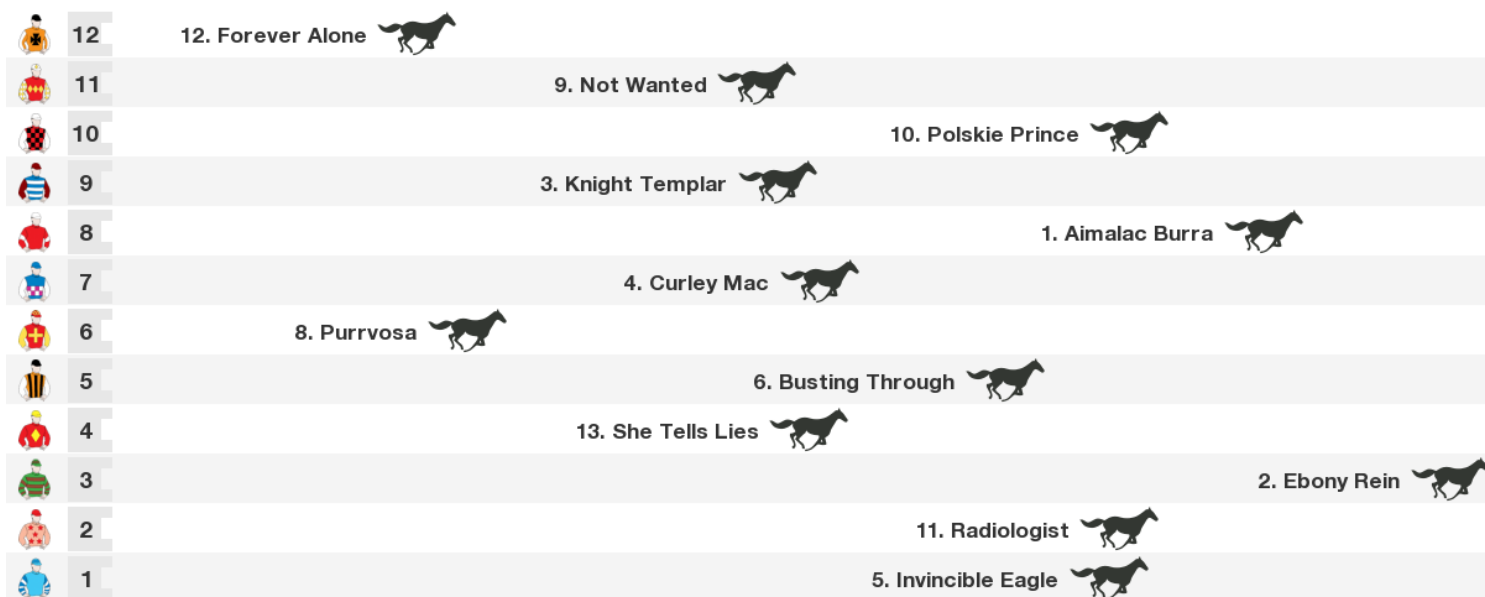 12 12. Forever Alone
11 9. Not Wanted
10 10. Polskie Prince
9 3. Knight Templar
8 1. Aimalac Burra
7 4. Curley Mac
6 8. Purrvosa
5 6. Busting Through
4 13. She Tells Lies
3 2. Ebony Rein
2 11. Radiologist
1 5. Invincible Eagle